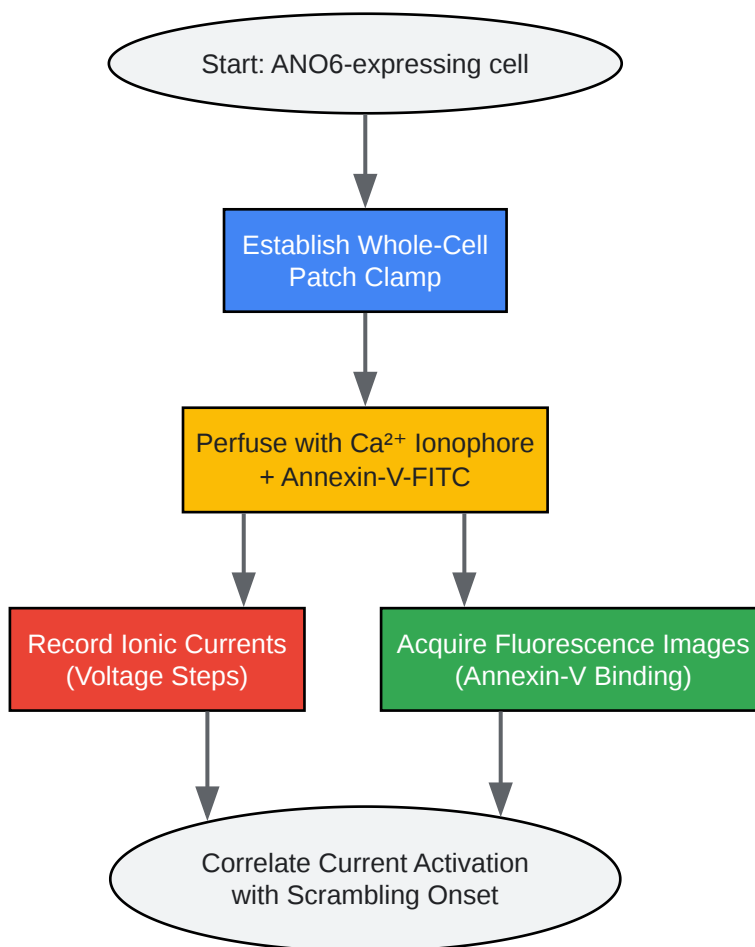 Start: ANO6-expressing cell
Establish Whole-Cell
Patch Clamp
Perfuse with Ca²⁺ Ionophore
+ Annexin-V-FITC
Record Ionic Currents
(Voltage Steps)
Acquire Fluorescence Images
(Annexin-V Binding)
Correlate Current Activation
with Scrambling Onset